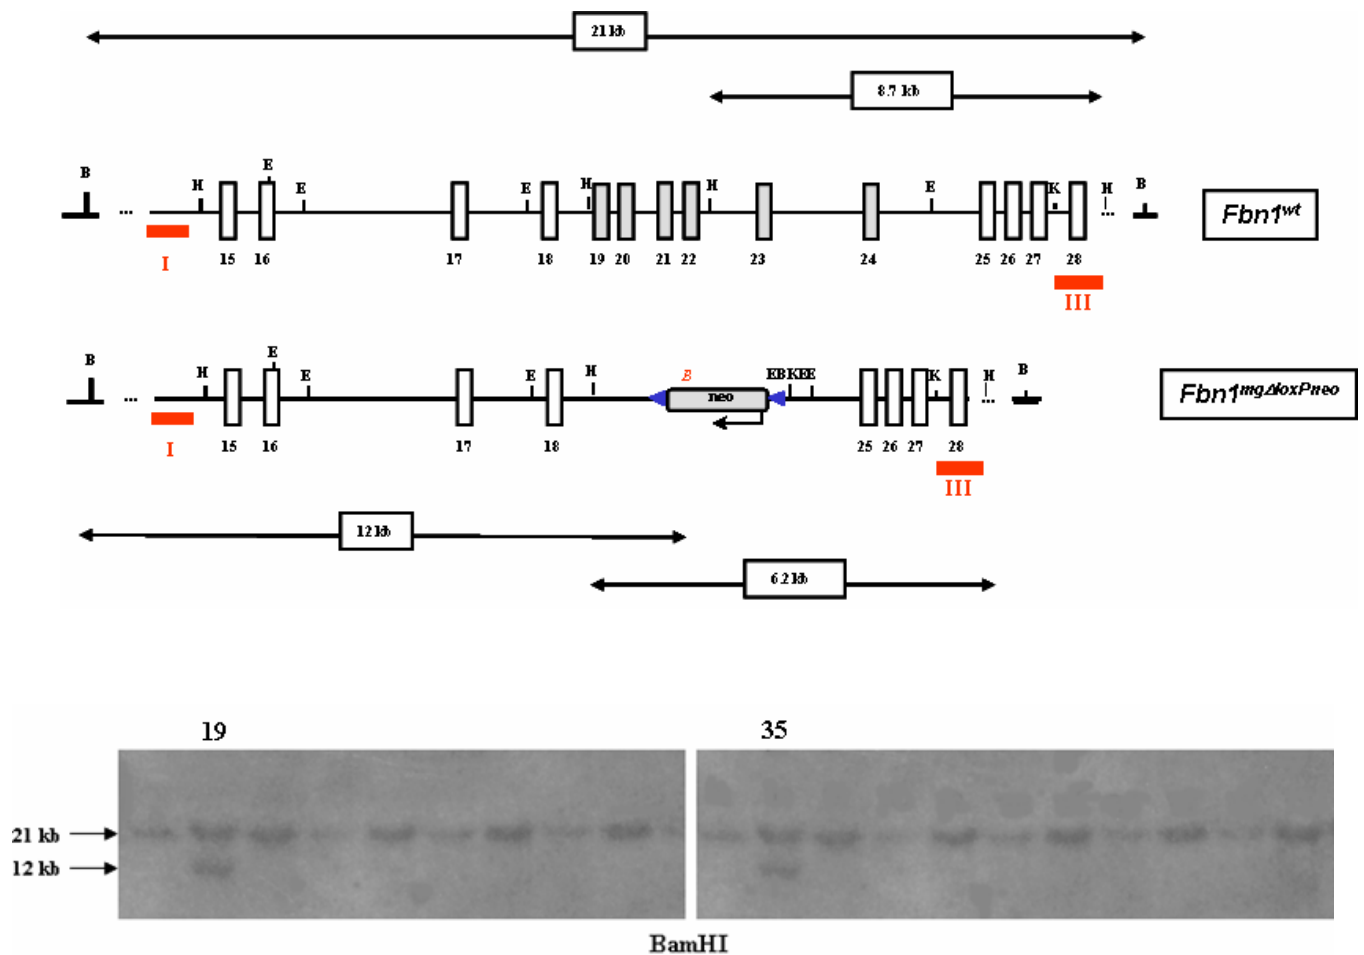 21 kb
8.7 kb
B H E E E H H E K H B
I 15 16 17 18 19 20 21 22 23 24 25 26 27 28
III
Fbn1wt
B H E E E H B EBKEE K H B
neo
I 15 16 17 18 25 26 27 28
III
Fbn1mgΔloxPneo
12 kb
6.2 kb
19 35
21 kb
12 kb
BamHI